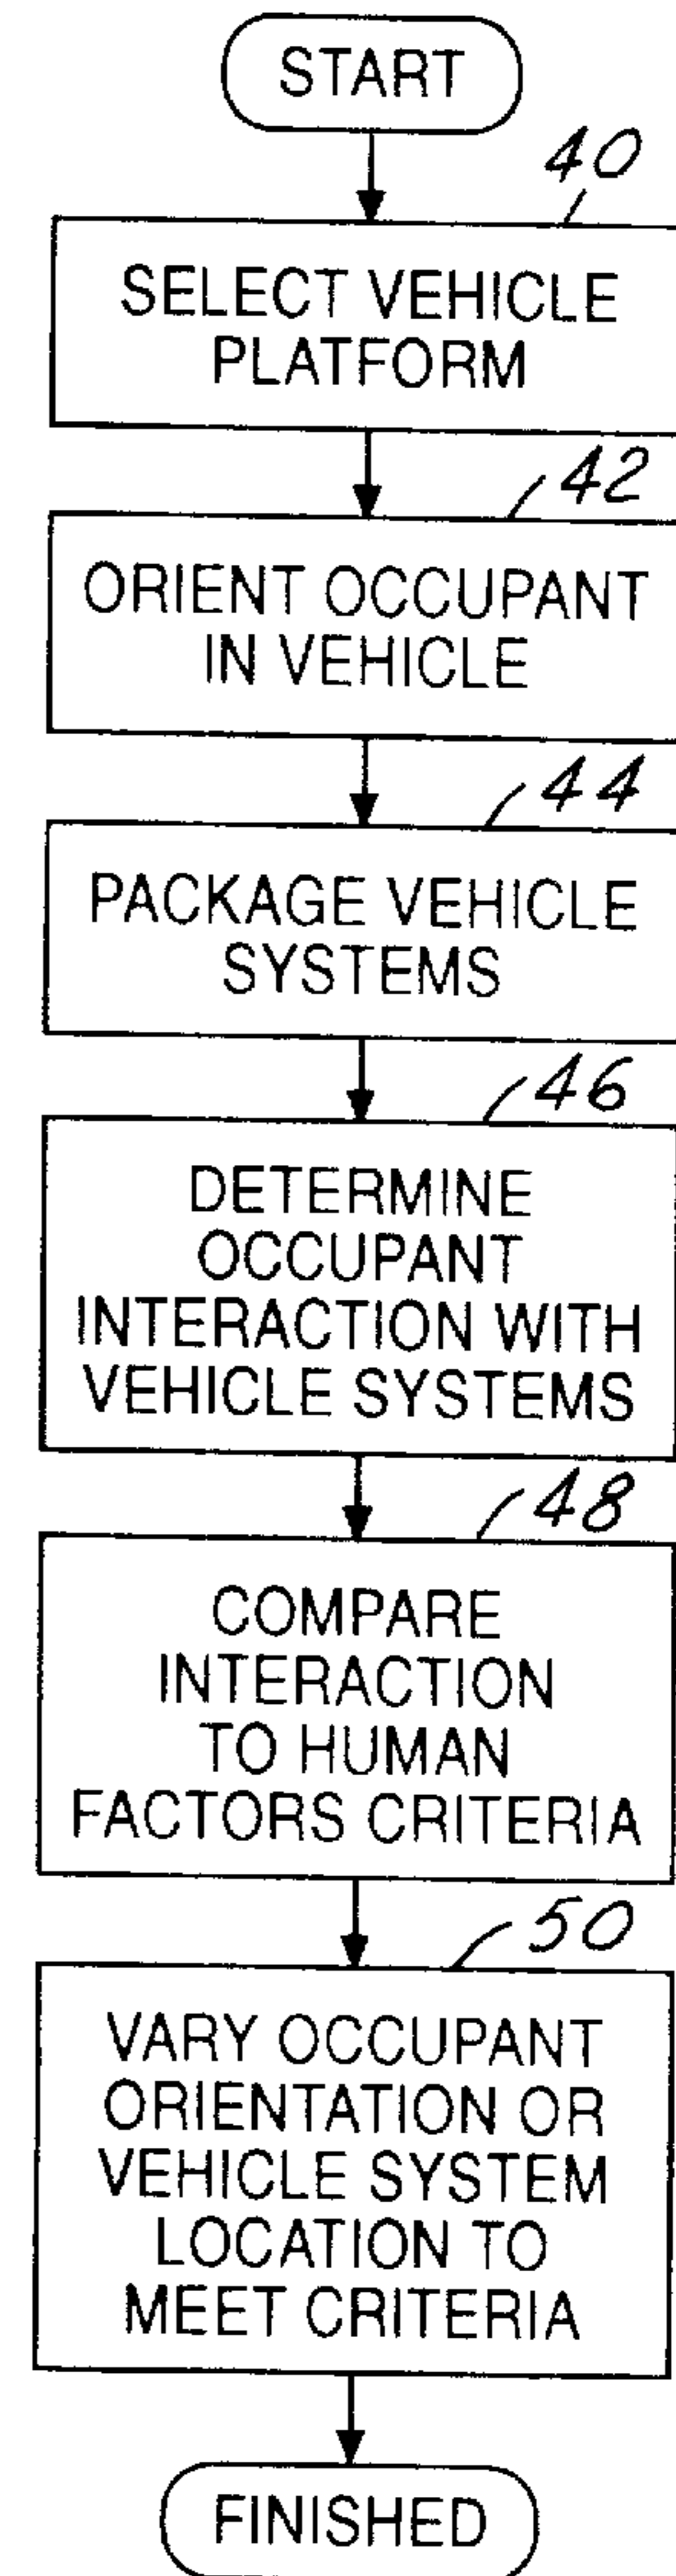 START
40
SELECT VEHICLE
PLATFORM
42
ORIENT OCCUPANT
IN VEHICLE
44
PACKAGE VEHICLE
SYSTEMS
46
DETERMINE
OCCUPANT
INTERACTION WITH
VEHICLE SYSTEMS
48
COMPARE
INTERACTION
TO HUMAN
FACTORS CRITERIA
50
VARY OCCUPANT
ORIENTATION OR
VEHICLE SYSTEM
LOCATION TO
MEET CRITERIA
FINISHED